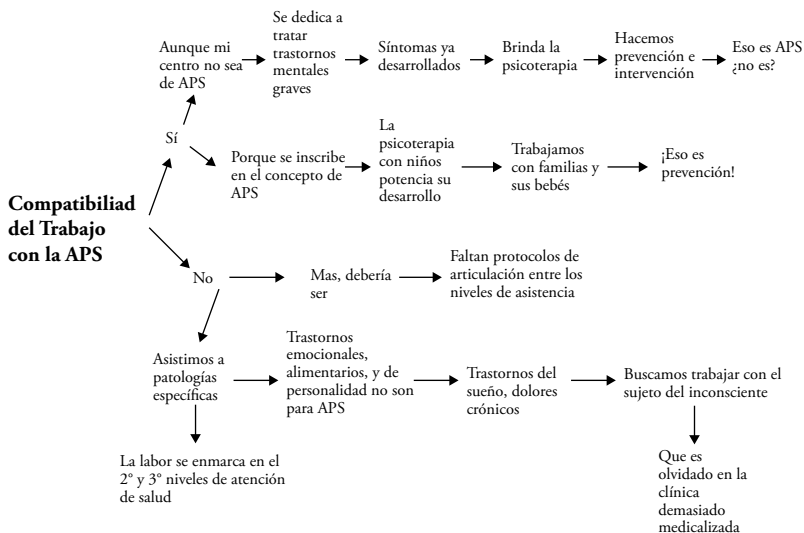 Aunque mi
centro no sea
de APS
Se dedica a
tratar
trastornos
mentales
graves
Síntomas ya
desarrollados
Brinda la
psicoterapia
Hacemos
prevención e
intervención
Eso es APS
¿no es?
Sí
Porque se inscribe
en el concepto de
APS
La
psicoterapia
con niños
potencia su
desarrollo
Trabajamos
con familias y
sus bebés
¡Eso es
prevención!
Compatibiliad
del Trabajo
con la APS
No
Mas, debería
ser
Faltan protocolos de
articulación entre los
niveles de asistencia
Asistimos a
patologías
específicas
Trastornos
emocionales,
alimentarios, y de
personalidad no son
para APS
Trastornos del
sueño, dolores
crónicos
Buscamos trabajar con el
sujeto del inconsciente
La labor se enmarca en el
2° y 3° niveles de atención
de salud
Que es
olvidado en la
clínica
demasiado
medicalizada